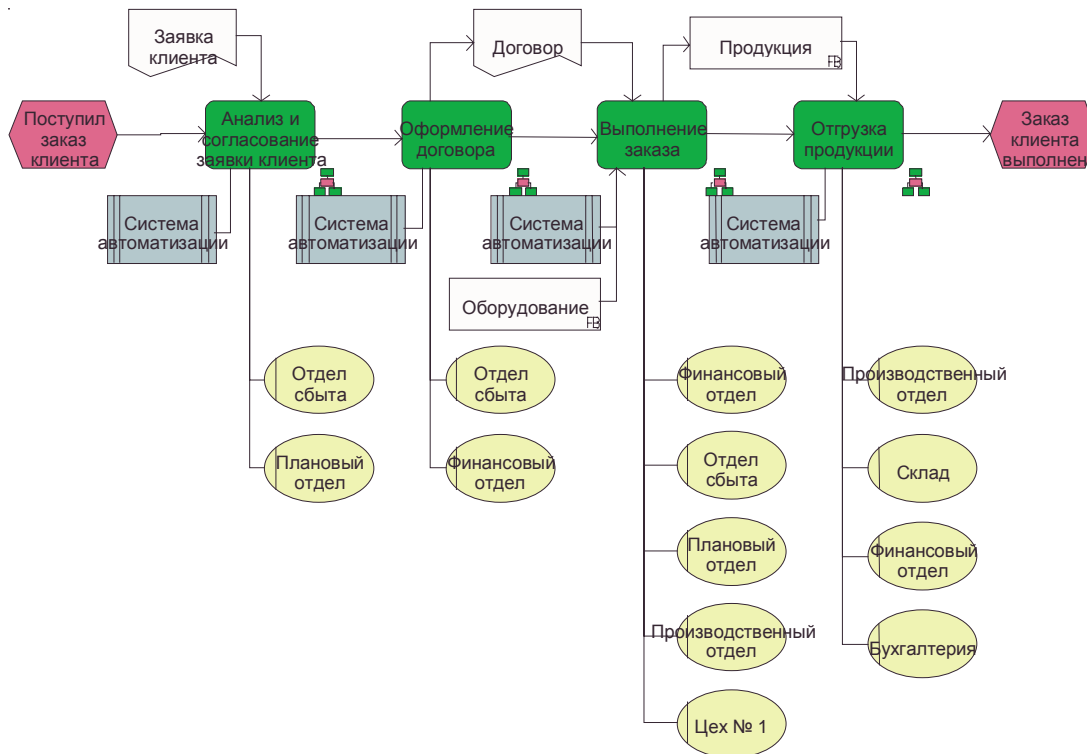 Заявка
клиента
Договор
Продукция
Поступил
заказ
клиента
Анализ и
согласование
заявки клиента
Оформление
договора
Выполнение
заказа
Отгрузка
продукции
Заказ
клиента
выполнен
Система
автоматизации
Система
автоматизации
Система
автоматизации
Система
автоматизации
Оборудование
Отдел
сбыта
Отдел
сбыта
Финансовый
отдел
Производственный
отдел
Плановый
отдел
Финансовый
отдел
Отдел
сбыта
Склад
Плановый
отдел
Финансовый
отдел
Производственный
отдел
Бухгалтерия
Цех № 1